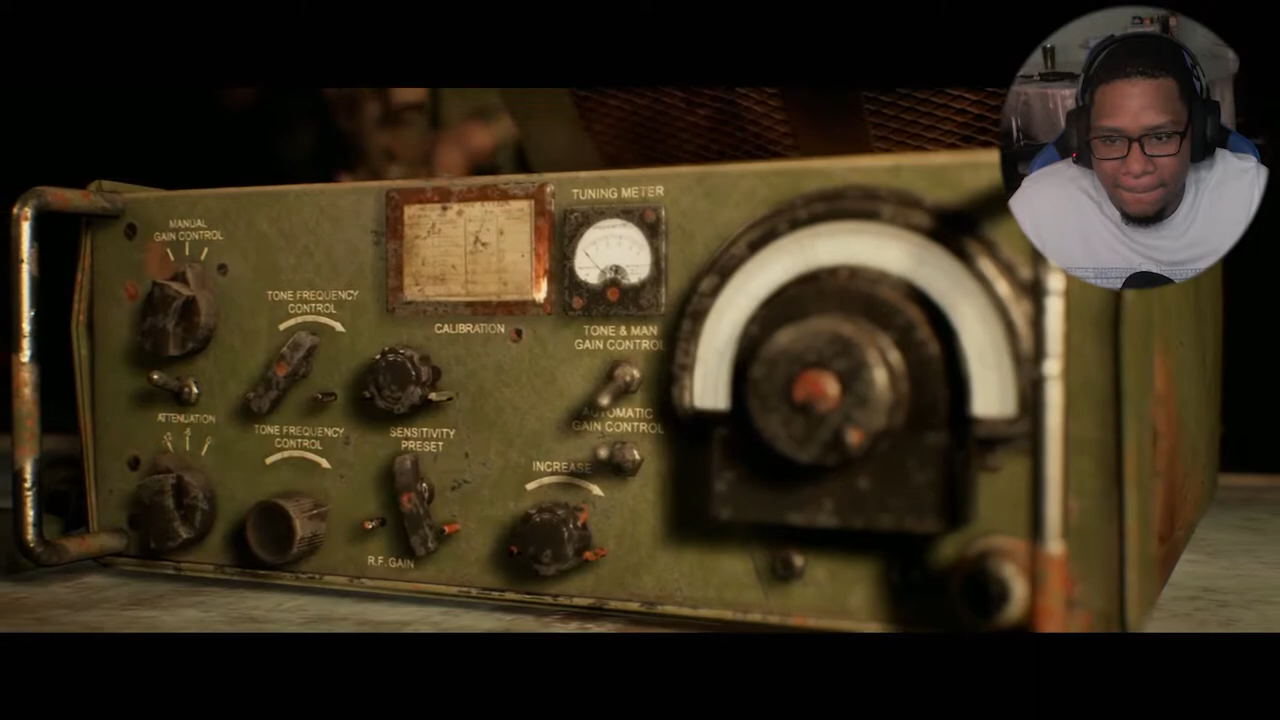 MANUAL
GAIN CONTROL
TONE FREQUENCY
CONTROL
CALIBRATION
TUNING METER
TONE & MAN
GAIN CONTROL
AUTOMATIC
GAIN CONTROL
ATTENUATION
TONE FREQUENCY
CONTROL
SENSITIVITY
PRESET
INCREASE
R.F. GAIN